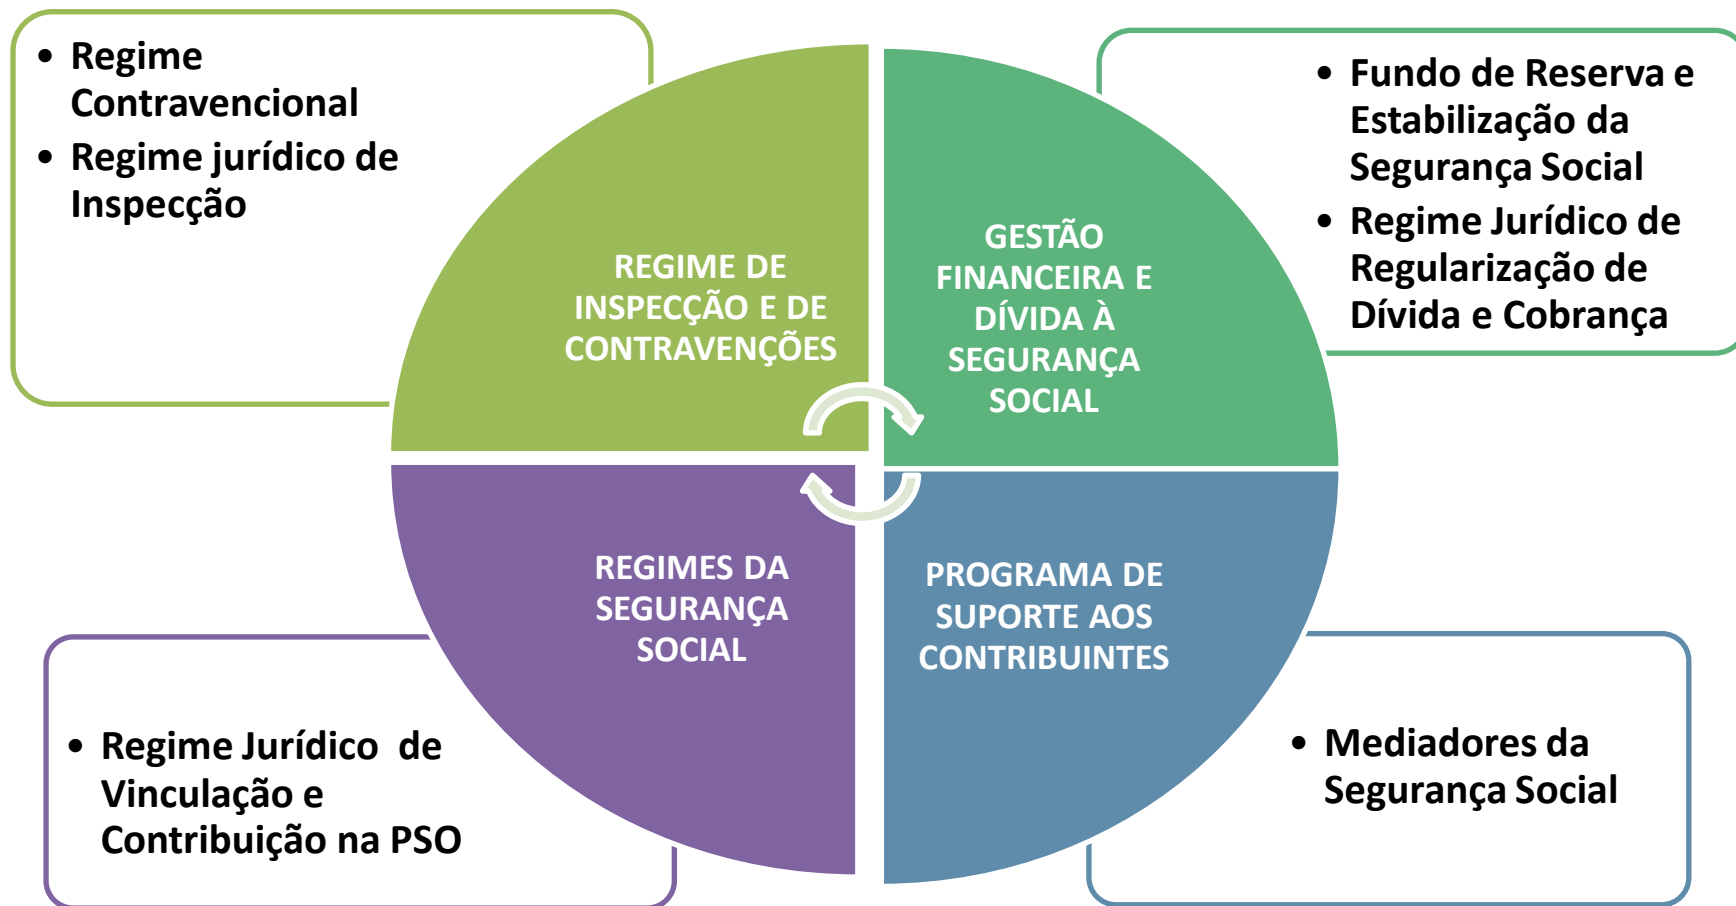 • Regime
Contravencional
• Regime jurídico de
Inspecção
REGIME DE
INSPECÇÃO E DE
CONTRAVENÇÕES
GESTÃO
FINANCEIRA E
DÍVIDA À
SEGURANÇA
SOCIAL
• Fundo de Reserva e
Estabilização da
Segurança Social
• Regime Jurídico de
Regularização de
Dívida e Cobrança
REGIMES DA
SEGURANÇA
SOCIAL
• Regime Jurídico de
Vinculação e
Contribuição na PSO
PROGRAMA DE
SUPORTE AOS
CONTRIBUINTES
• Mediadores da
Segurança Social